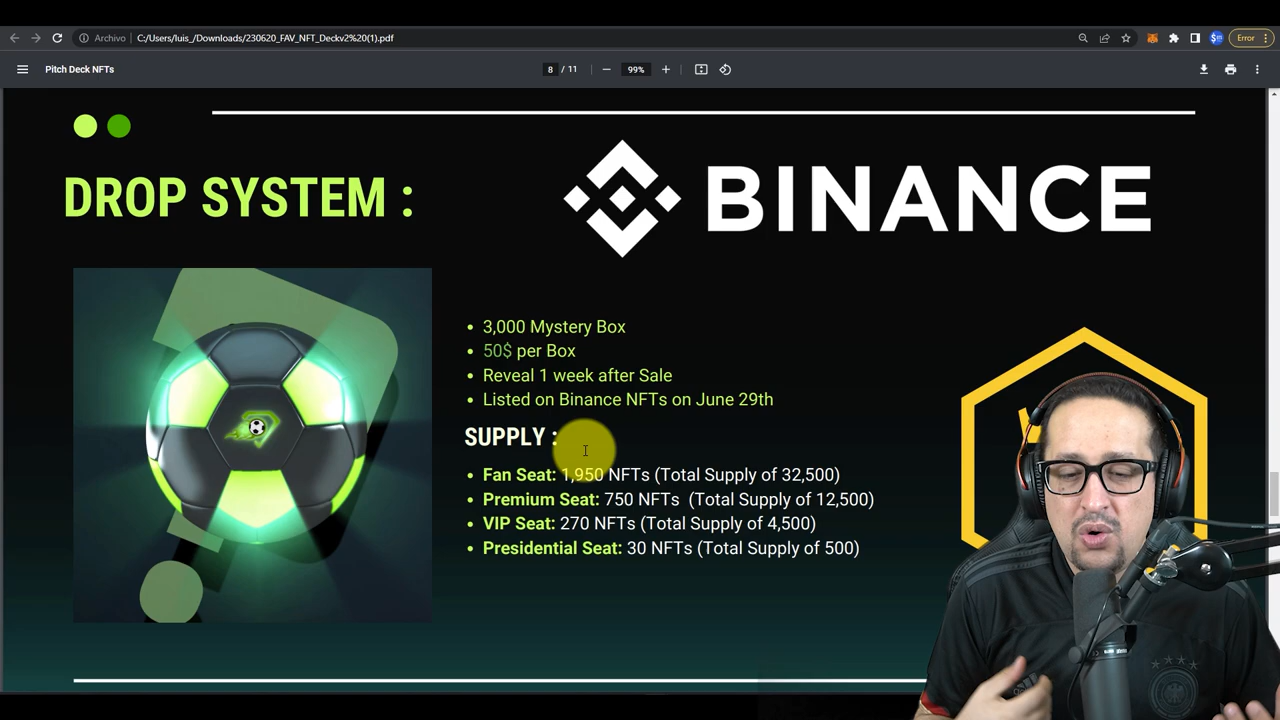 Archivo
C:/Users/luis_/Downloads/230620_FAV_NFT_Deckv2%20(1).pdf
Error
Pitch Deck NFTs
8 / 11
99%
DROP SYSTEM :
BINANCE
• 3,000 Mystery Box
• 50$ per Box
• Reveal 1 week after Sale
• Listed on Binance NFTs on June 29th
SUPPLY :
• Fan Seat: 1,950 NFTs (Total Supply of 32,500)
• Premium Seat: 750 NFTs (Total Supply of 12,500)
• VIP Seat: 270 NFTs (Total Supply of 4,500)
• Presidential Seat: 30 NFTs (Total Supply of 500)